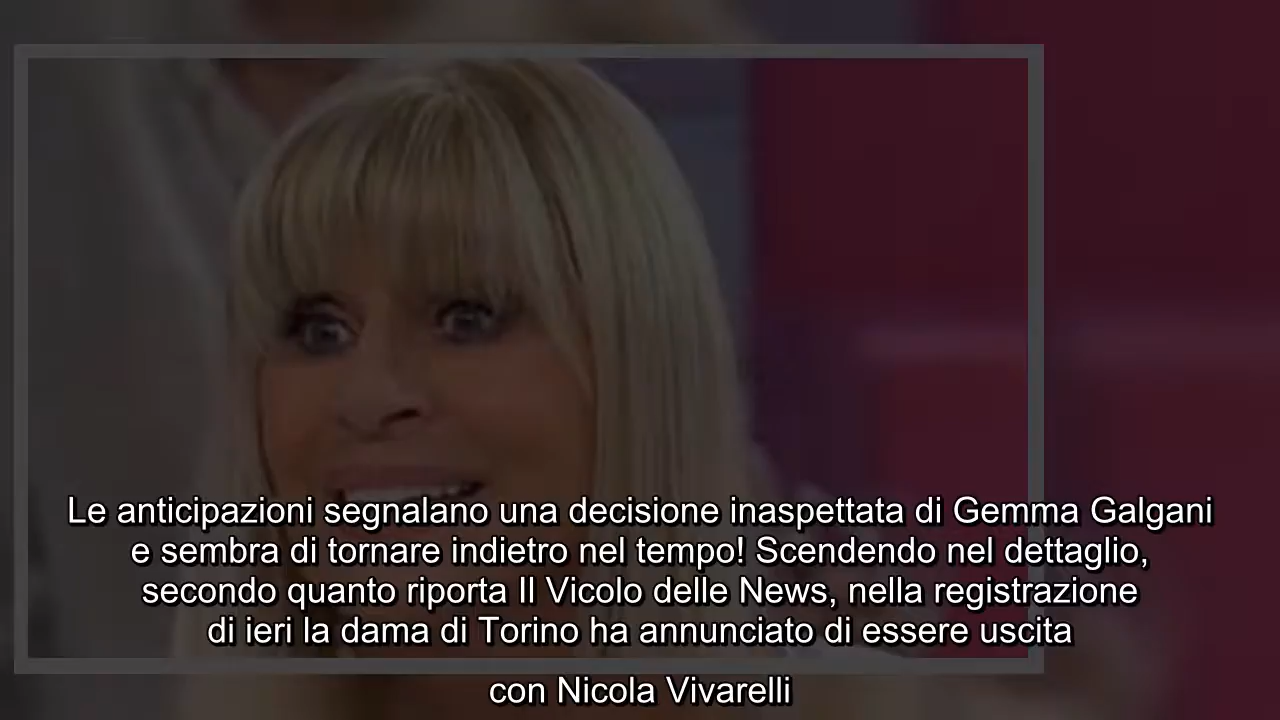 Le anticipazioni segnalano una decisione inaspettata di Gemma Galgani
e sembra di tornare indietro nel tempo! Scendendo nel dettaglio,
secondo quanto riporta Il Vicolo delle News, nella registrazione
di ieri la dama di Torino ha annunciato di essere uscita
con Nicola Vivarelli